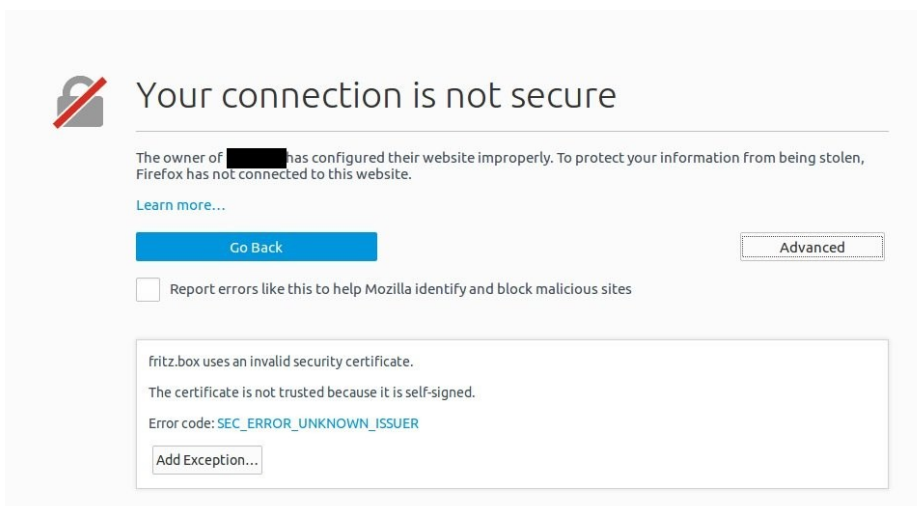 Your connection is not secure
The owner of has configured their website improperly. To protect your information from being stolen,
Firefox has not connected to this website.
Learn more…
Go Back
Advanced
Report errors like this to help Mozilla identify and block malicious sites
fritz.box uses an invalid security certificate.
The certificate is not trusted because it is self-signed.
Error code: SEC_ERROR_UNKNOWN_ISSUER
Add Exception…